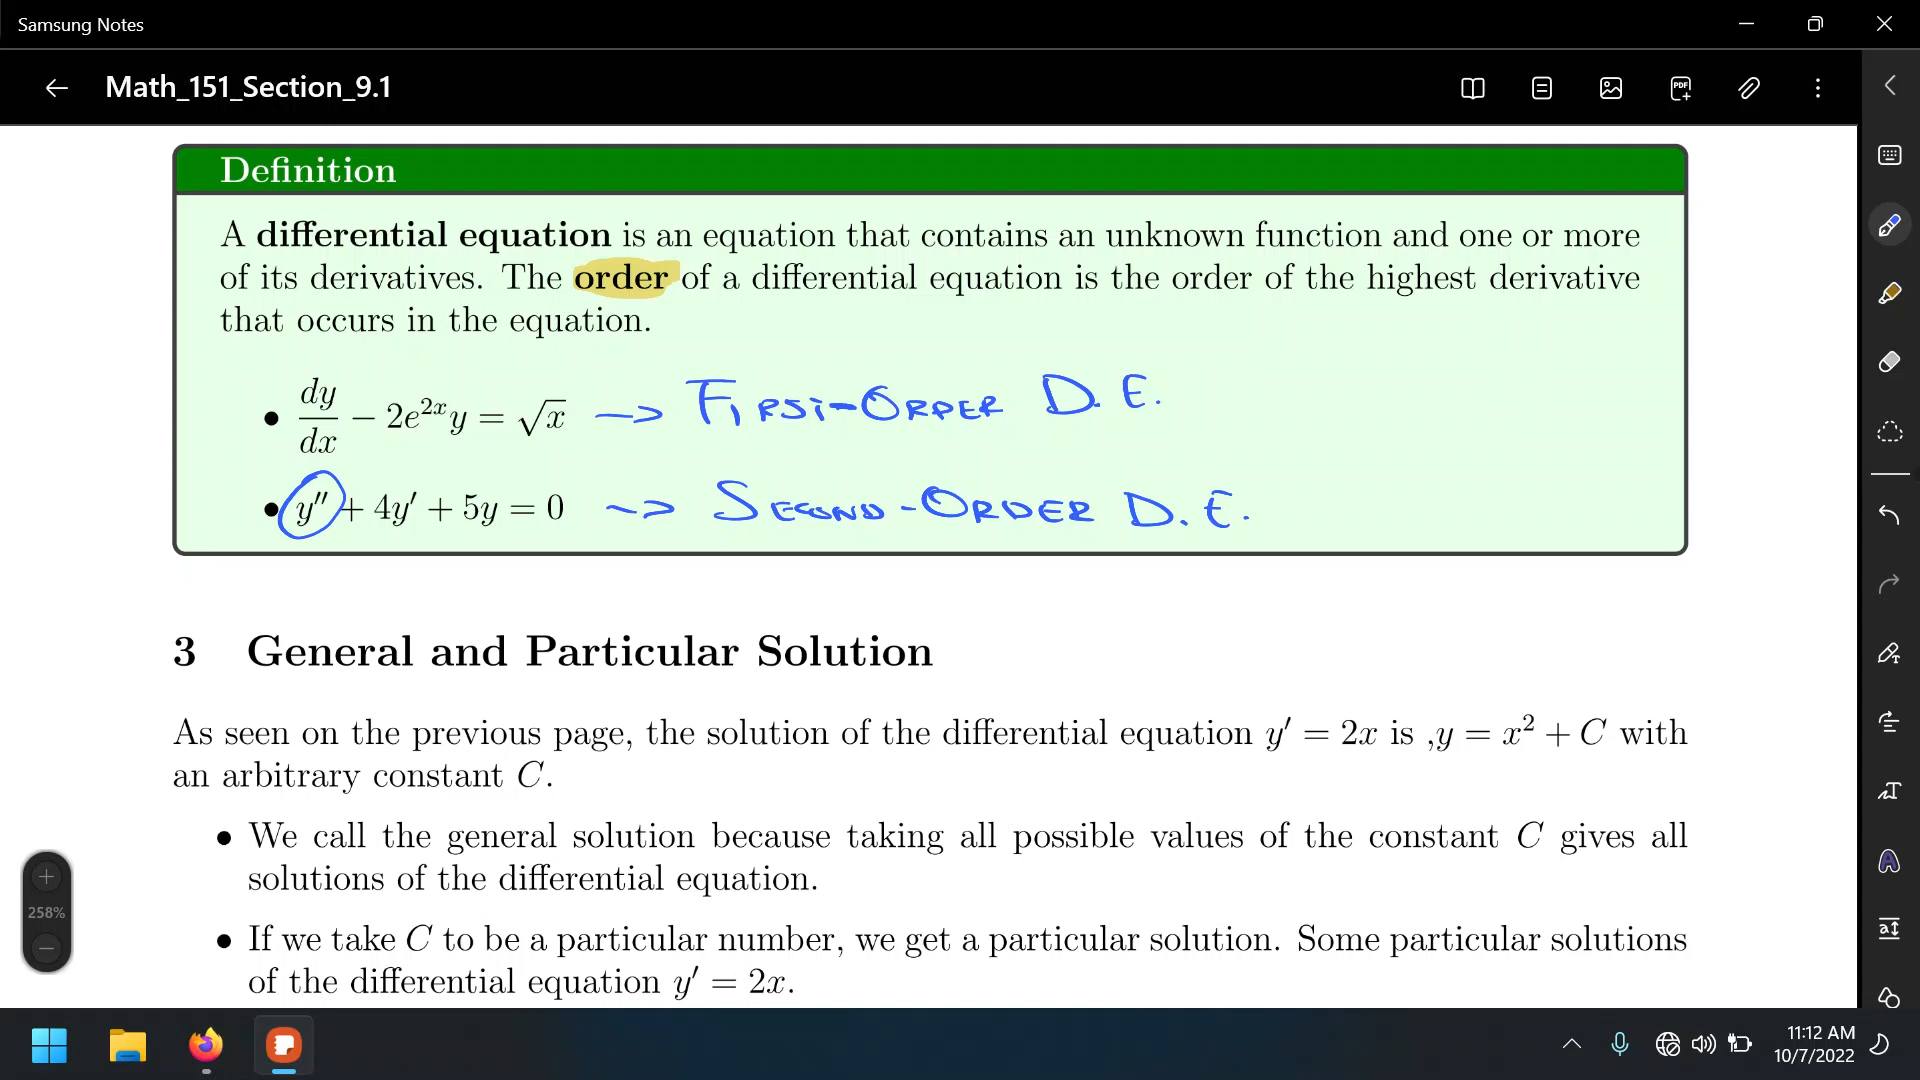 Samsung Notes
Math_151_Section_9.1
PDF
Definition
A differential equation is an equation that contains an unknown function and one or more
of its derivatives. The order of a differential equation is the order of the highest derivative
that occurs in the equation.
• dy/dx − 2e^{2x}y = √x → FIRST-ORDER D.E.
• y″ + 4y′ + 5y = 0 → SECOND-ORDER D.E.
3 General and Particular Solution
As seen on the previous page, the solution of the differential equation y′ = 2x is ,y = x² + C with
an arbitrary constant C.
• We call the general solution because taking all possible values of the constant C gives all
solutions of the differential equation.
• If we take C to be a particular number, we get a particular solution. Some particular solutions
of the differential equation y′ = 2x.
258%
11:12 AM
10/7/2022